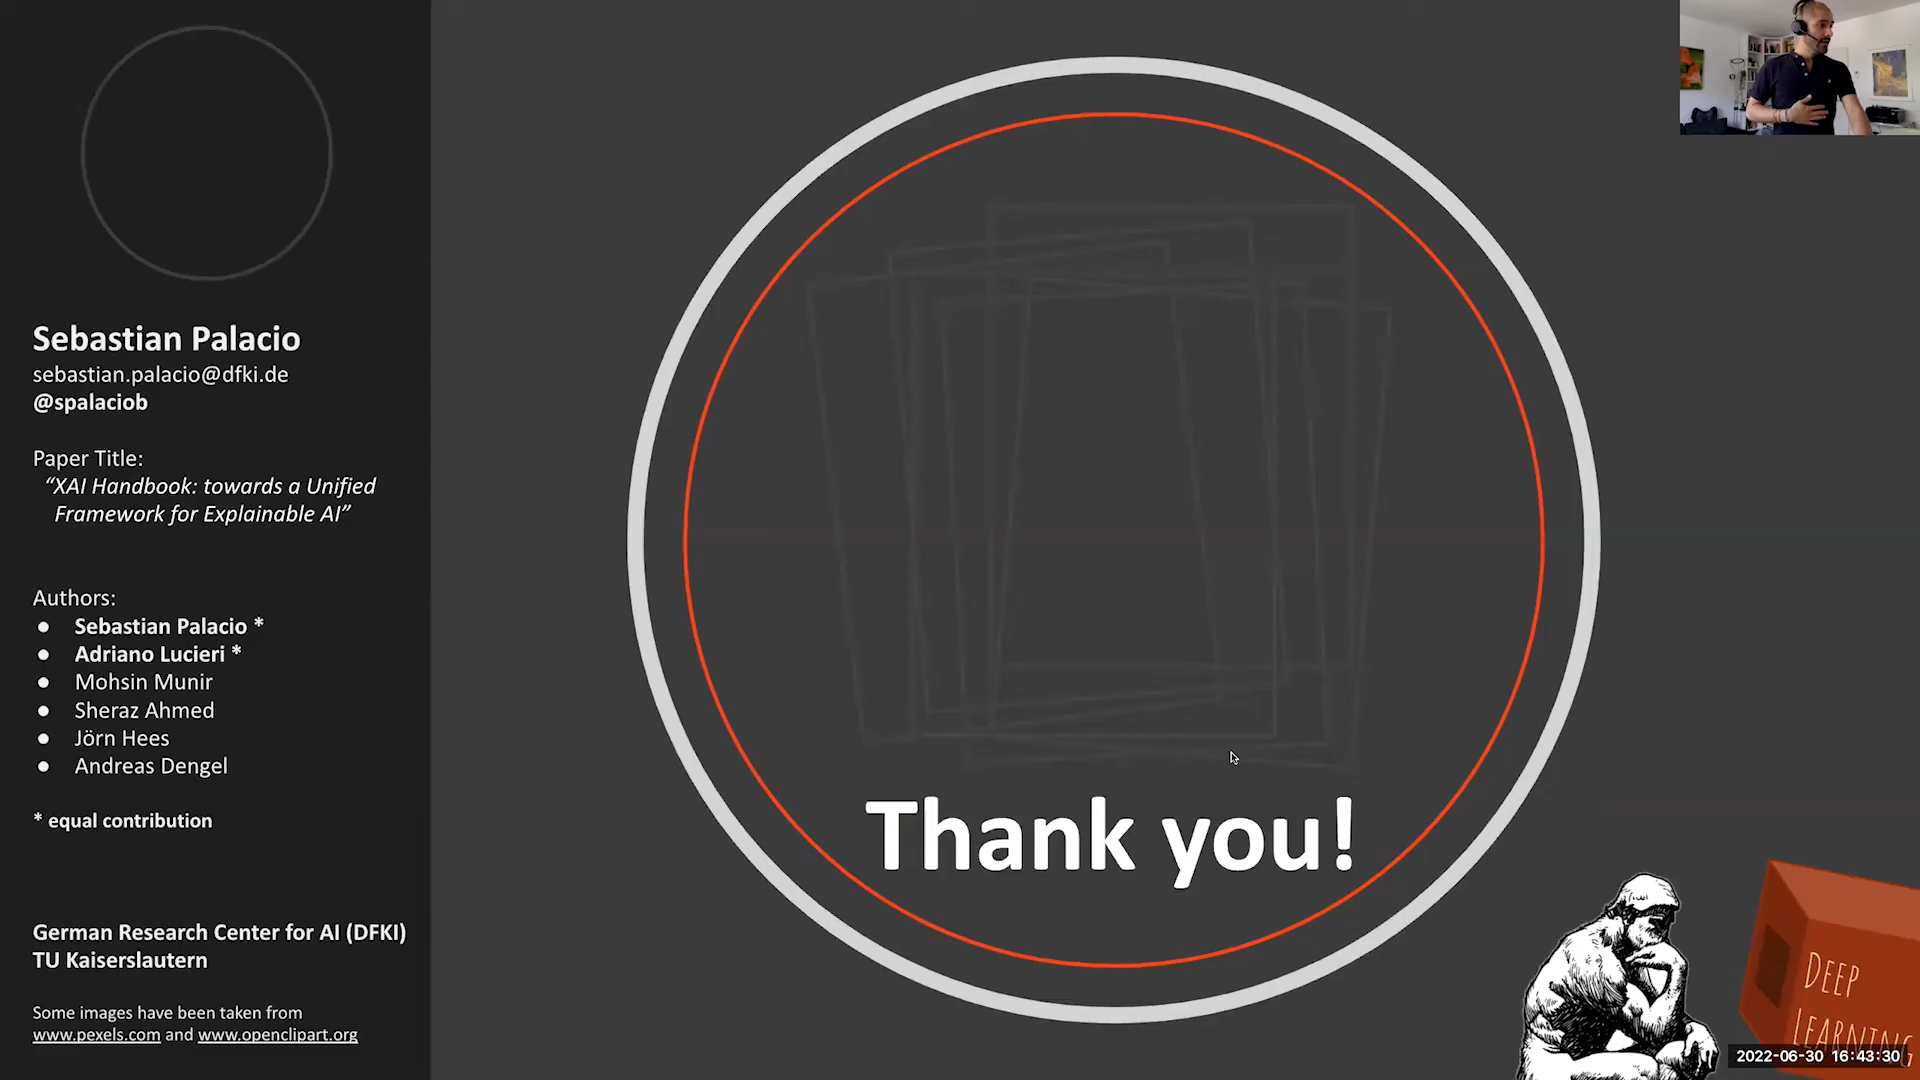 Sebastian Palacio
sebastian.palacio@dfki.de
@spalaciob
Paper Title:
“XAI Handbook: towards a Unified
Framework for Explainable AI”
Authors:
● Sebastian Palacio *
● Adriano Lucieri *
● Mohsin Munir
● Sheraz Ahmed
● Jörn Hees
● Andreas Dengel
* equal contribution
German Research Center for AI (DFKI)
TU Kaiserslautern
Some images have been taken from
www.pexels.com and www.openclipart.org
Thank you!
DEEP
LEARNING
2022-06-30 16:43:30